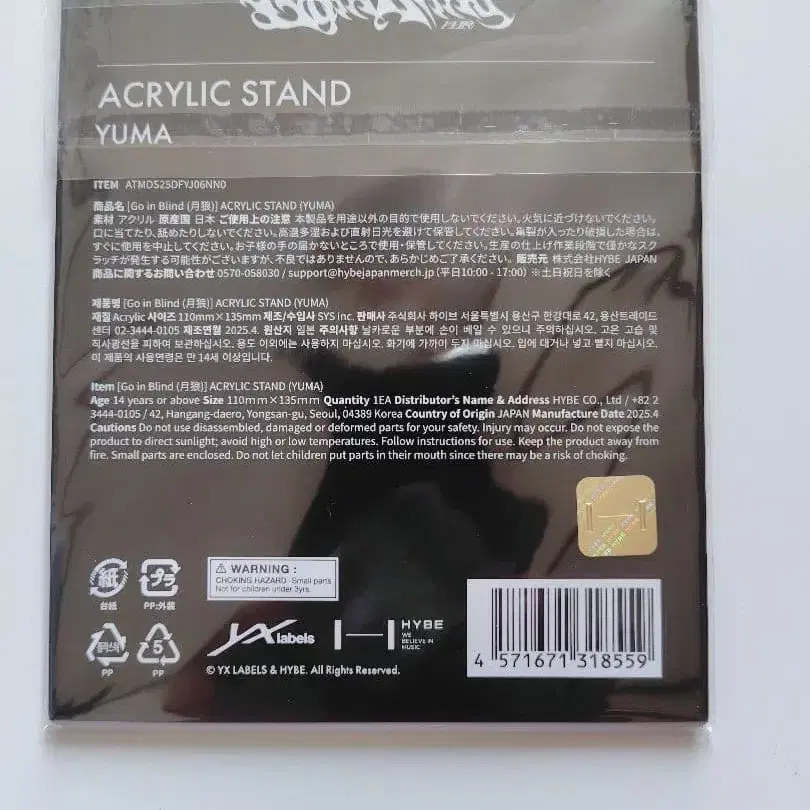 ACRYLIC STAND
YUMA
ITEM ATMDS25DFYJ06NN0
商品名 [Go in Blind (月狼)] ACRYLIC STAND (YUMA)
素材 アクリル 原産国 日本 ご使用上の注意 本製品を用途以外の目的で使用しないでください。火気に近づけないでください。
口に当たり、舐めたりしないでください。高温多湿および直射日光を避けて保管してください。亀裂が入ったり破損した場合は、
すぐに使用を中止してください。お子様の手の届かないところで使用・保管してください。生産の仕上げ作業段階で僅かなスク
ラッチが発生する可能性がございますが、不良ではありませんので、あらかじめご了承ください。 販売元 株式会社HYBE JAPAN
商品に関するお問い合わせ 0570-058030 / support@hybejapanmerch.jp (平日10:00 - 17:00) ※土日祝日を除く
제품명 [Go in Blind (月狼)] ACRYLIC STAND (YUMA)
재질 Acrylic 사이즈 110mm×135mm 제조/수입사 SYS inc. 판매사 주식회사 하이브 서울특별시 용산구 한강대로 42, 용산트레이드
센터 02-3444-0105 제조연월 2025.4. 원산지 일본 주의사항 날카로운 부분에 손이 베일 수 있으니 주의하십시오. 고온 고습 및
직사광선을 피하여 보관하십시오. 용도 이외에는 사용하지 마십시오. 화기에 가까이 두지 마십시오. 입에 대거나 넣고 빨지 마십시오.
이 제품의 사용연령은 만 14세 이상입니다.
Item [Go in Blind (月狼)] ACRYLIC STAND (YUMA)
Age 14 years or above Size 110mm×135mm Quantity 1EA Distributor's Name & Address HYBE CO., Ltd / +82 2
3444-0105 / 42, Hangang-daero, Yongsan-gu, Seoul, 04389 Korea Country of Origin JAPAN Manufacture Date 2025.4
Cautions Do not use disassembled, damaged or deformed parts for your safety. Injury may occur. Do not expose the
product to direct sunlight; avoid high or low temperatures. Follow instructions for use. Keep the product away from
fire. Small parts are enclosed. Do not let children put parts in their mouth since there may be a risk of choking.
紙
台紙
プラ
PP:外装
WARNING :
CHOKING HAZARD - Small parts
Not for children under 3yrs.
플라스틱
PP
5
PP
YX labels
HYBE
WE
BELIEVE IN
MUSIC
© YX LABELS & HYBE. All Rights Reserved.
4 571671 318559